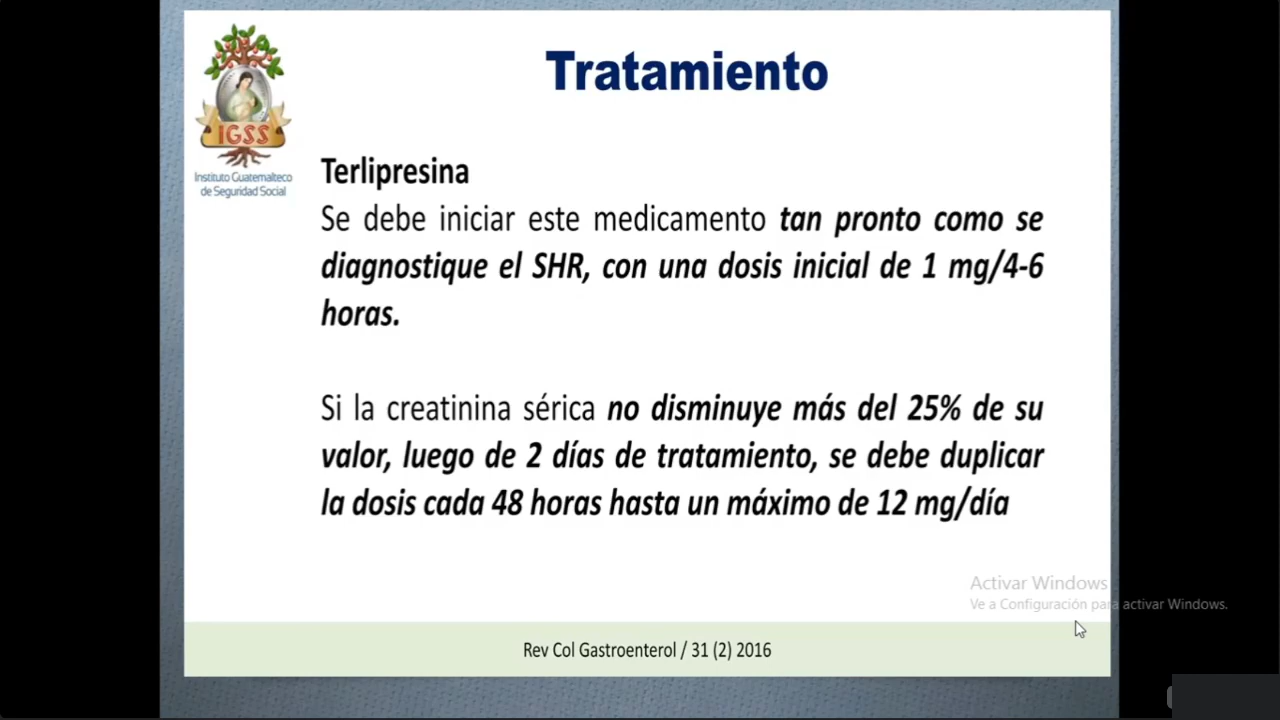 IGSS
Instituto Guatemalteco
de Seguridad Social
Tratamiento
Terlipresina
Se debe iniciar este medicamento tan pronto como se
diagnostique el SHR, con una dosis inicial de 1 mg/4-6
horas.
Si la creatinina sérica no disminuye más del 25% de su
valor, luego de 2 días de tratamiento, se debe duplicar
la dosis cada 48 horas hasta un máximo de 12 mg/día
Activar Windows
Ve a Configuración para activar Windows.
Rev Col Gastroenterol / 31 (2) 2016